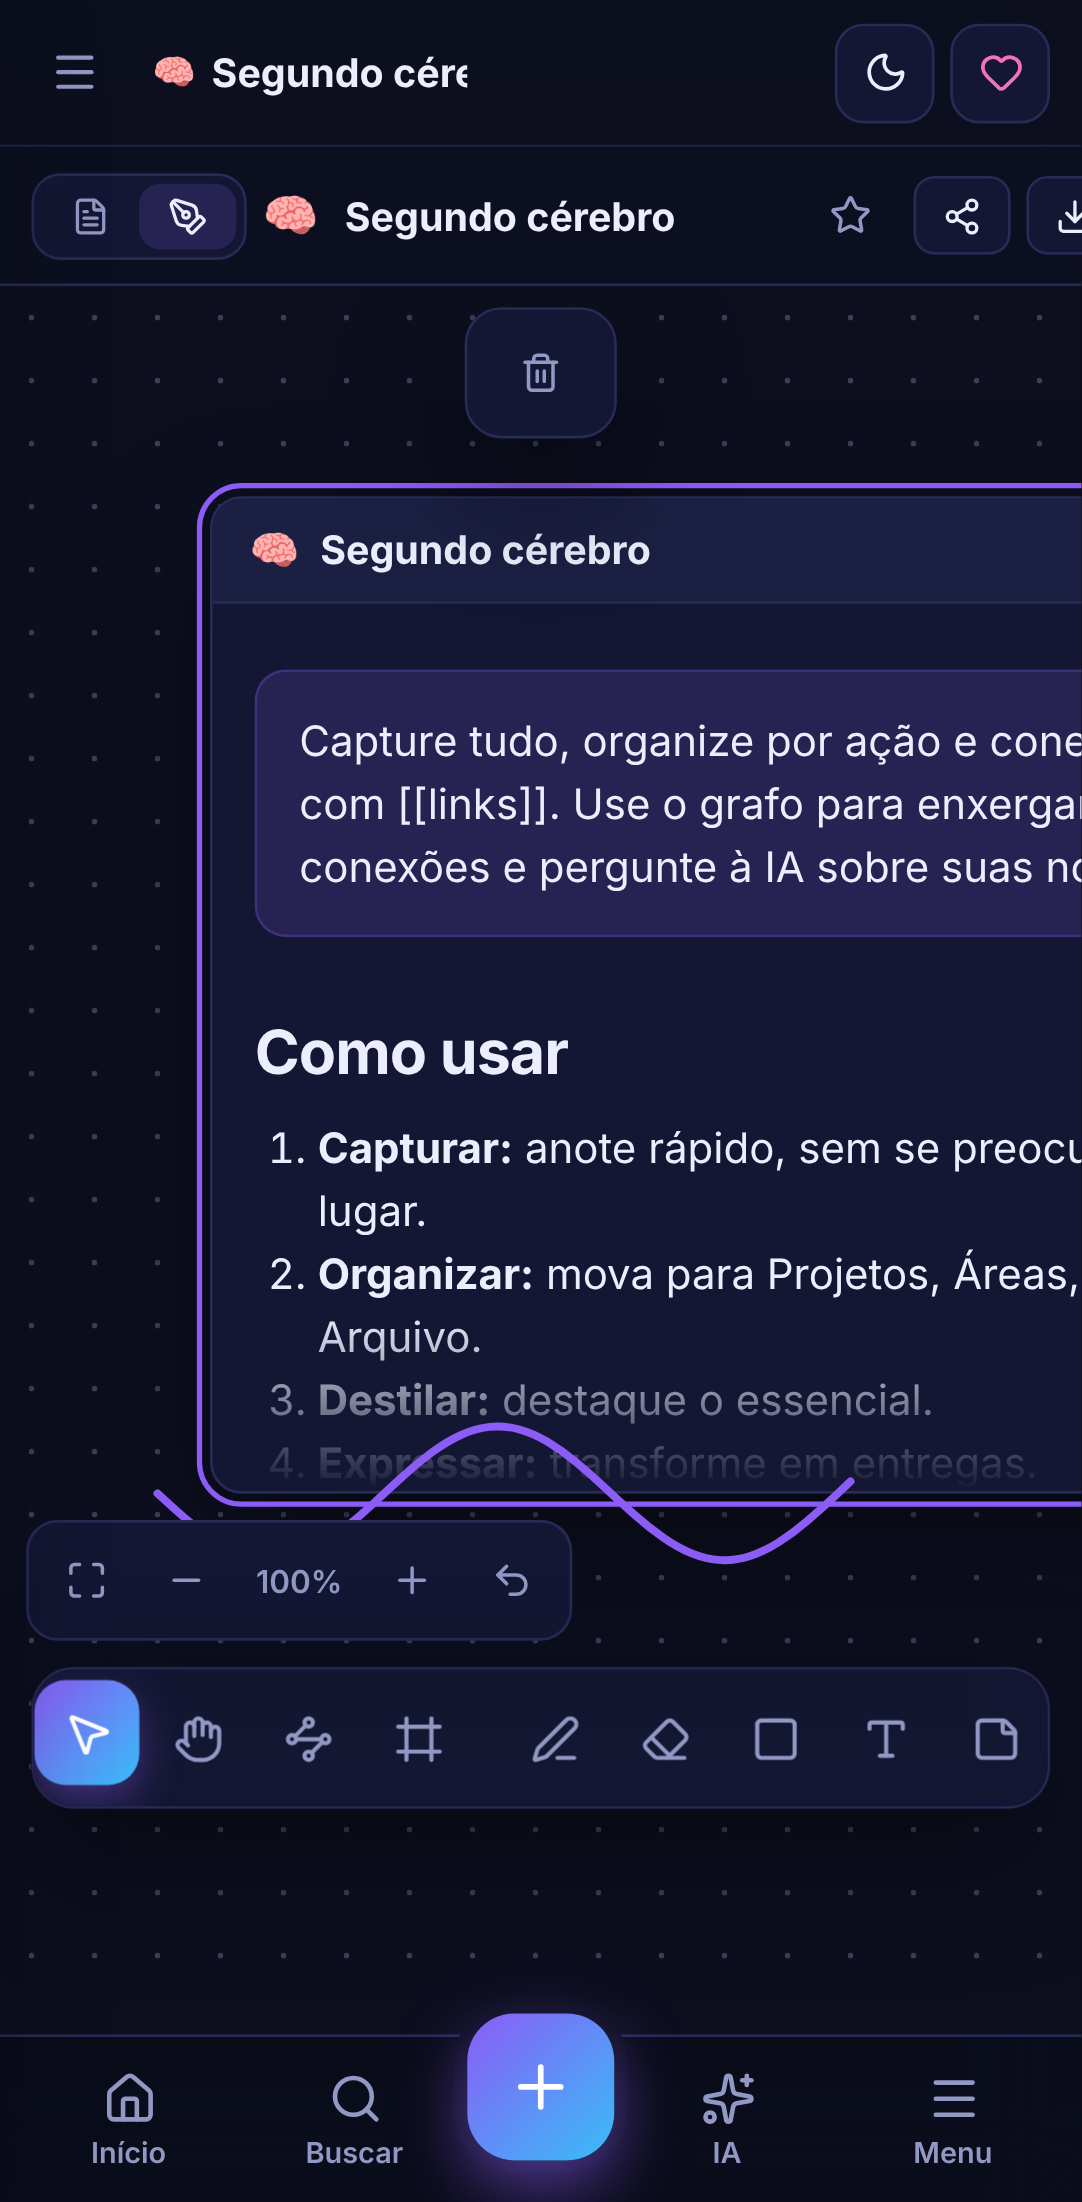 🧠 Segundo cére
🧠 Segundo cérebro
🧠 Segundo cérebro
Capture tudo, organize por ação e cone
com [[links]]. Use o grafo para enxergar
conexões e pergunte à IA sobre suas no
Como usar
1. Capturar: anote rápido, sem se preocu
lugar.
2. Organizar: mova para Projetos, Áreas,
Arquivo.
3. Destilar: destaque o essencial.
4. Expressar: transforme em entregas.
100%
Início
Buscar
IA
Menu